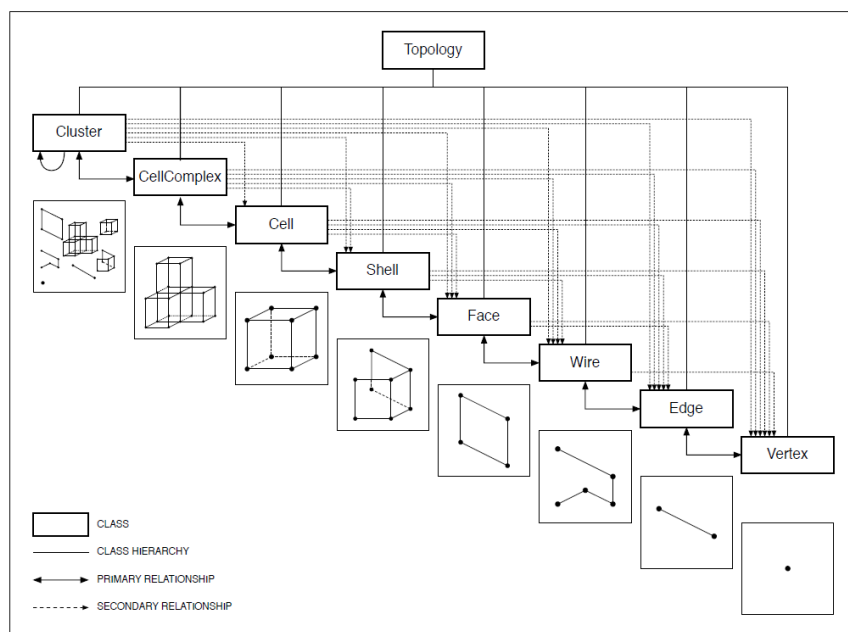 Topology
Cluster
CellComplex
Cell
Shell
Face
Wire
Edge
Vertex
CLASS
CLASS HIERARCHY
PRIMARY RELATIONSHIP
SECONDARY RELATIONSHIP